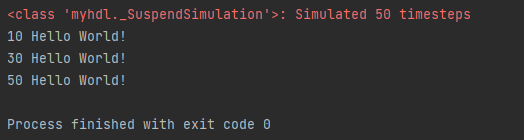 <class 'myhdl._SuspendSimulation'>: Simulated 50 timesteps
10 Hello World!
30 Hello World!
50 Hello World!
Process finished with exit code 0